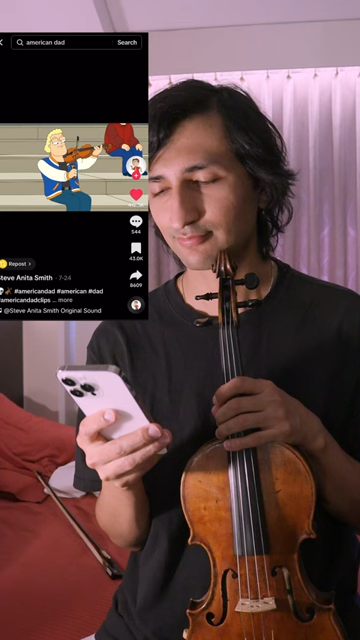 american dad
Search
544
43.0K
Repost >
8609
Steve Anita Smith · 7-24
#americandad #american #dad
#americandadclips ... more
@Steve Anita Smith Original Sound